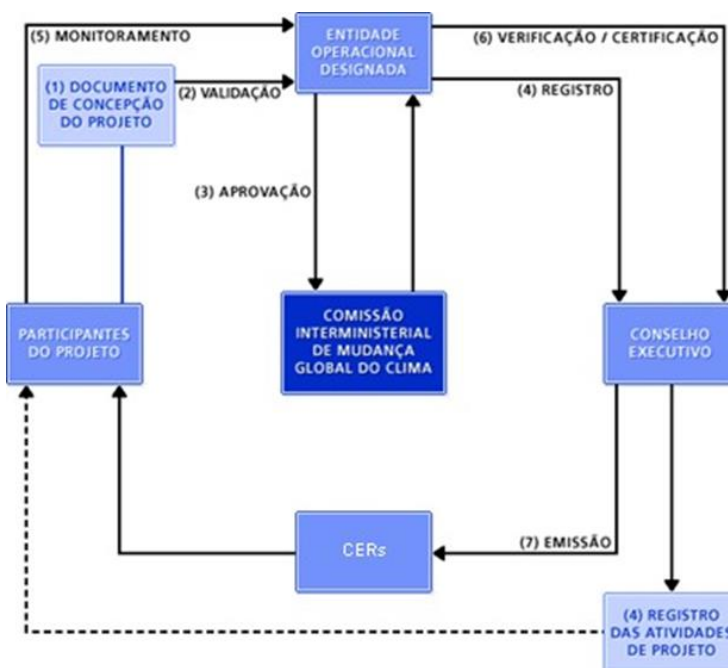 (5) MONITORAMENTO
ENTIDADE
OPERACIONAL
DESIGNADA
(6) VERIFICAÇÃO / CERTIFICAÇÃO
(1) DOCUMENTO
DE CONCEPÇÃO
DO PROJETO
(2) VALIDAÇÃO
(4) REGISTRO
(3) APROVAÇÃO
PARTICIPANTES
DO PROJETO
COMISSÃO
INTERMINISTERIAL
DE MUDANÇA
GLOBAL DO CLIMA
CONSELHO
EXECUTIVO
CERs
(7) EMISSÃO
(4) REGISTRO
DAS ATIVIDADES
DE PROJETO